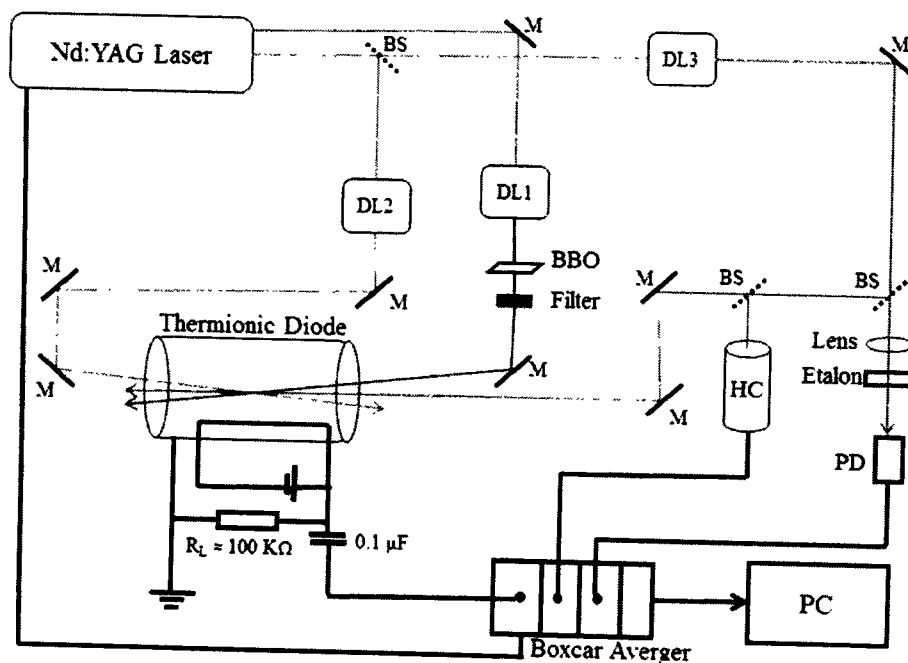 M
Nd:YAG Laser
BS
M
DL3
DL2
DL1
M
BBO
M
BS
BS
M
Filter
Thermionic Diode
Lens
M
M
M
HC
Etalon
PD
R_L ≈ 100 KΩ
0.1 μF
PC
Boxcar Averger